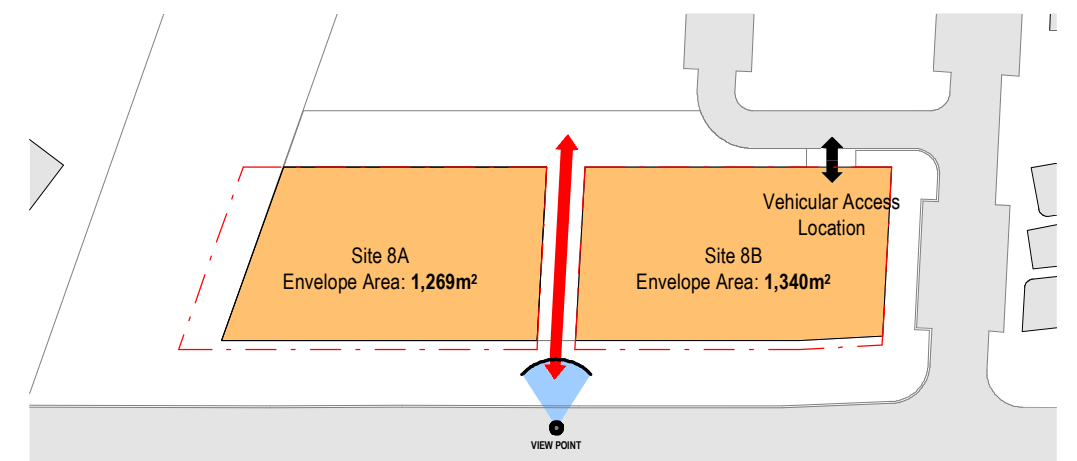 Vehicular Access
Location
Site 8A
Envelope Area: 1,269m²
Site 8B
Envelope Area: 1,340m²
VIEW POINT